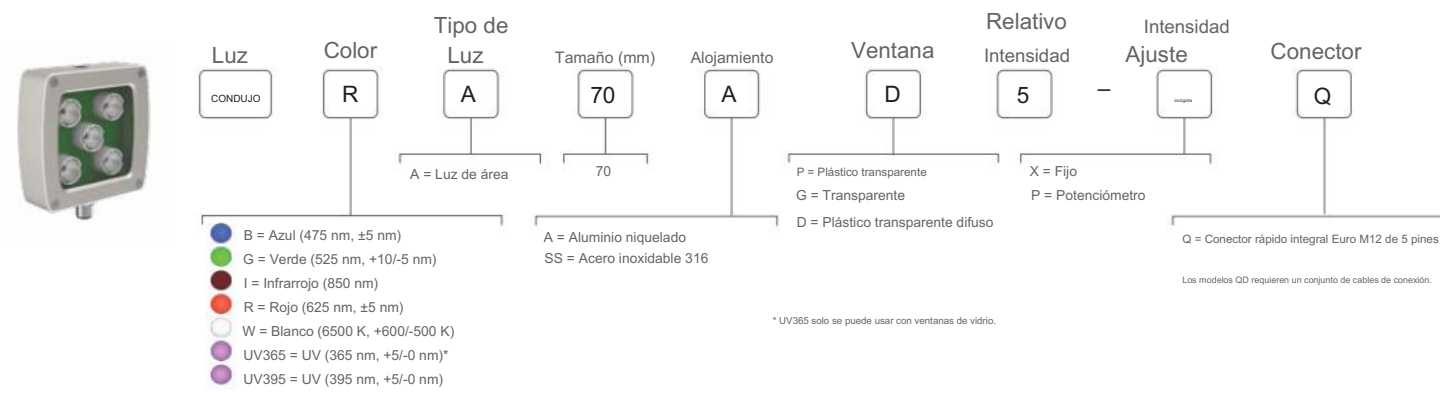 Luz
Color
Tipo de
Luz
Tamaño (mm)
Alojamiento
Ventana
Relativo
Intensidad
Intensidad
Ajuste
Conector
CONDUJO
R
A
70
A
D
5
–
incógnita
Q
A = Luz de área
70
P = Plástico transparente
G = Transparente
D = Plástico transparente difuso
X = Fijo
P = Potenciómetro
B = Azul (475 nm, ±5 nm)
G = Verde (525 nm, +10/-5 nm)
I = Infrarrojo (850 nm)
R = Rojo (625 nm, ±5 nm)
W = Blanco (6500 K, +600/-500 K)
UV365 = UV (365 nm, +5/-0 nm)*
UV395 = UV (395 nm, +5/-0 nm)
A = Aluminio niquelado
SS = Acero inoxidable 316
Q = Conector rápido integral Euro M12 de 5 pines
Los modelos QD requieren un conjunto de cables de conexión.
* UV365 solo se puede usar con ventanas de vidrio.